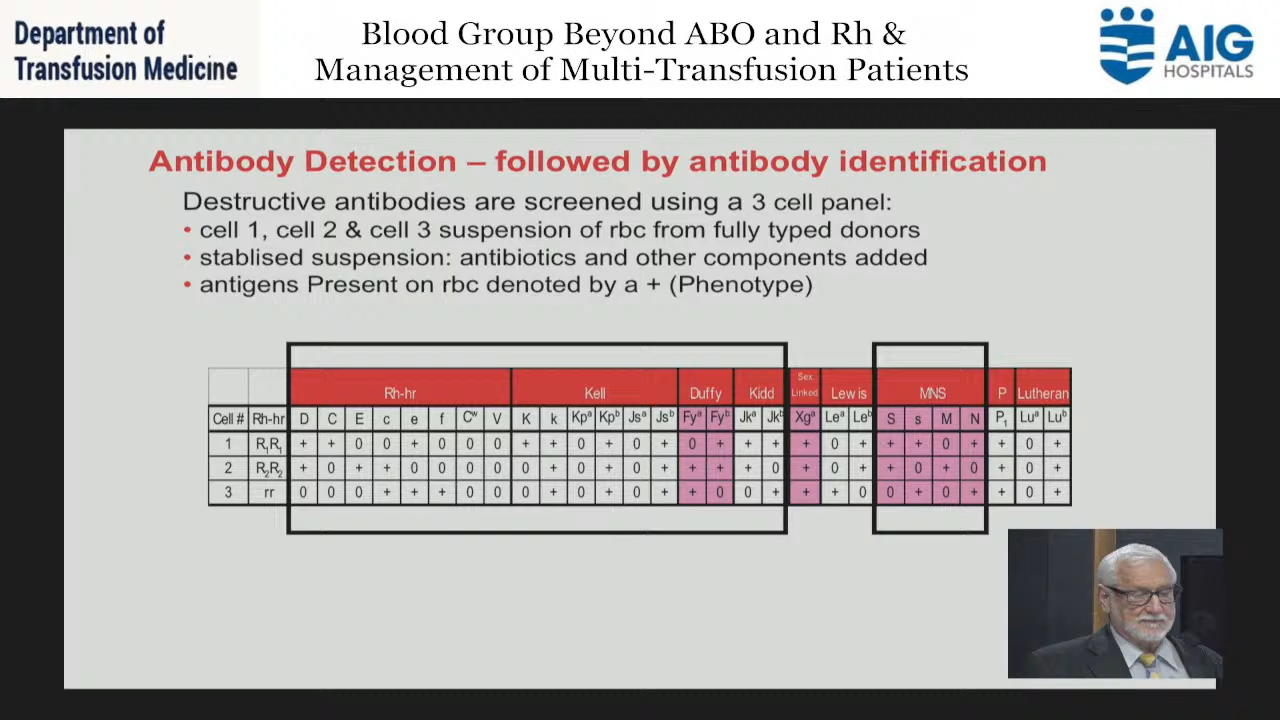 Department of
Transfusion Medicine
Blood Group Beyond ABO and Rh &
Management of Multi-Transfusion Patients
AIG
HOSPITALS
Antibody Detection – followed by antibody identification
Destructive antibodies are screened using a 3 cell panel:
• cell 1, cell 2 & cell 3 suspension of rbc from fully typed donors
• stablised suspension: antibiotics and other components added
• antigens Present on rbc denoted by a + (Phenotype)
Rh-hr Kell Duffy Kidd Sex Linked Lewis MNS P Lutheran
Cell # Rh-hr D C E c e f Cʷ V K k Kpᵃ Kpᵇ Jsᵃ Jsᵇ Fyᵃ Fyᵇ Jkᵃ Jkᵇ Xgᵃ Leᵃ Leᵇ S s M N P₁ Luᵃ Luᵇ
1 R₁R₁ + + 0 0 + 0 0 0 0 + 0 + 0 + 0 + + + + 0 + + + 0 + + 0 +
2 R₂R₂ + 0 + + 0 0 0 0 0 + 0 + 0 + + + + 0 + 0 + + 0 + 0 + 0 +
3 rr 0 0 0 + + + 0 0 0 + 0 + 0 + + 0 0 + + + 0 0 + 0 + + 0 +